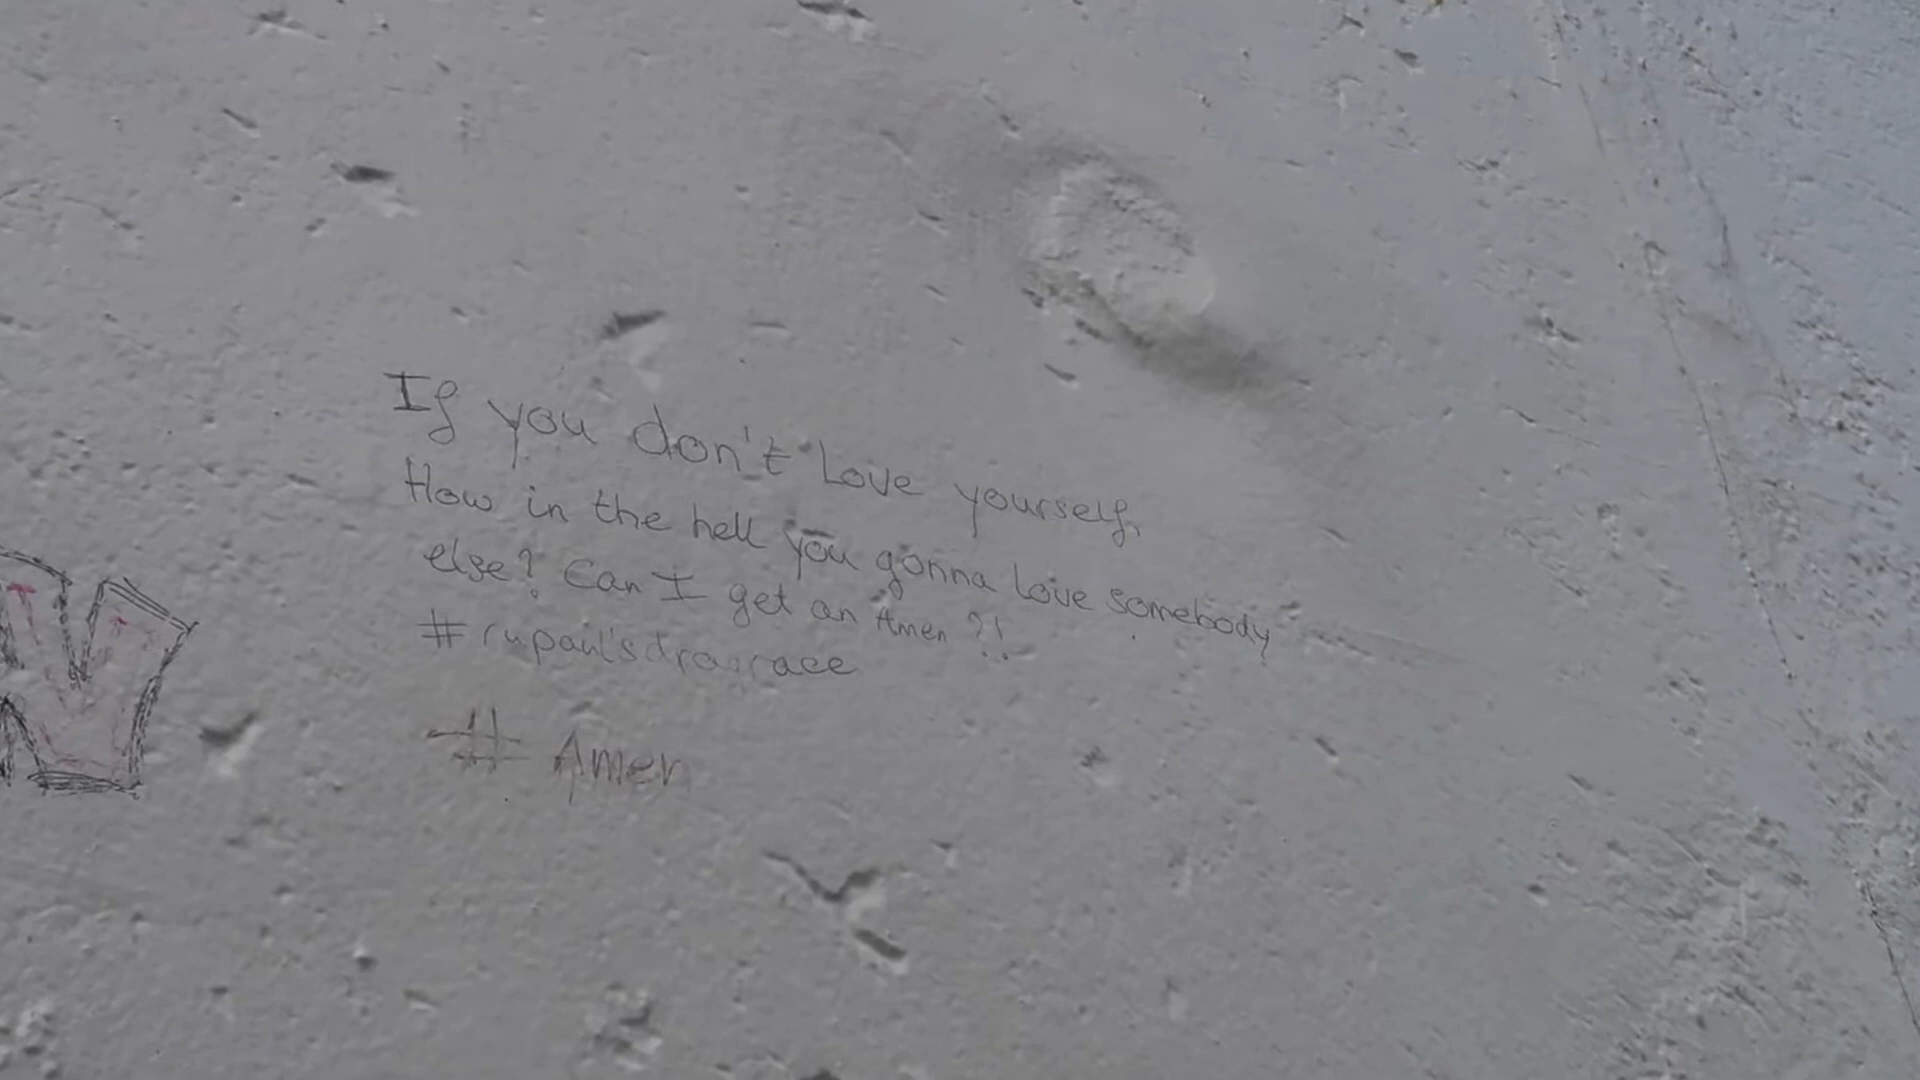 If you don't Love yourself,
How in the hell you gonna love somebody
else? Can I get an Amen?!
#rupaul'sdragrace
# Amen
N